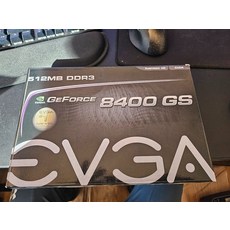 512MB DDR3
GEFORCE 8400 GS
EVGA